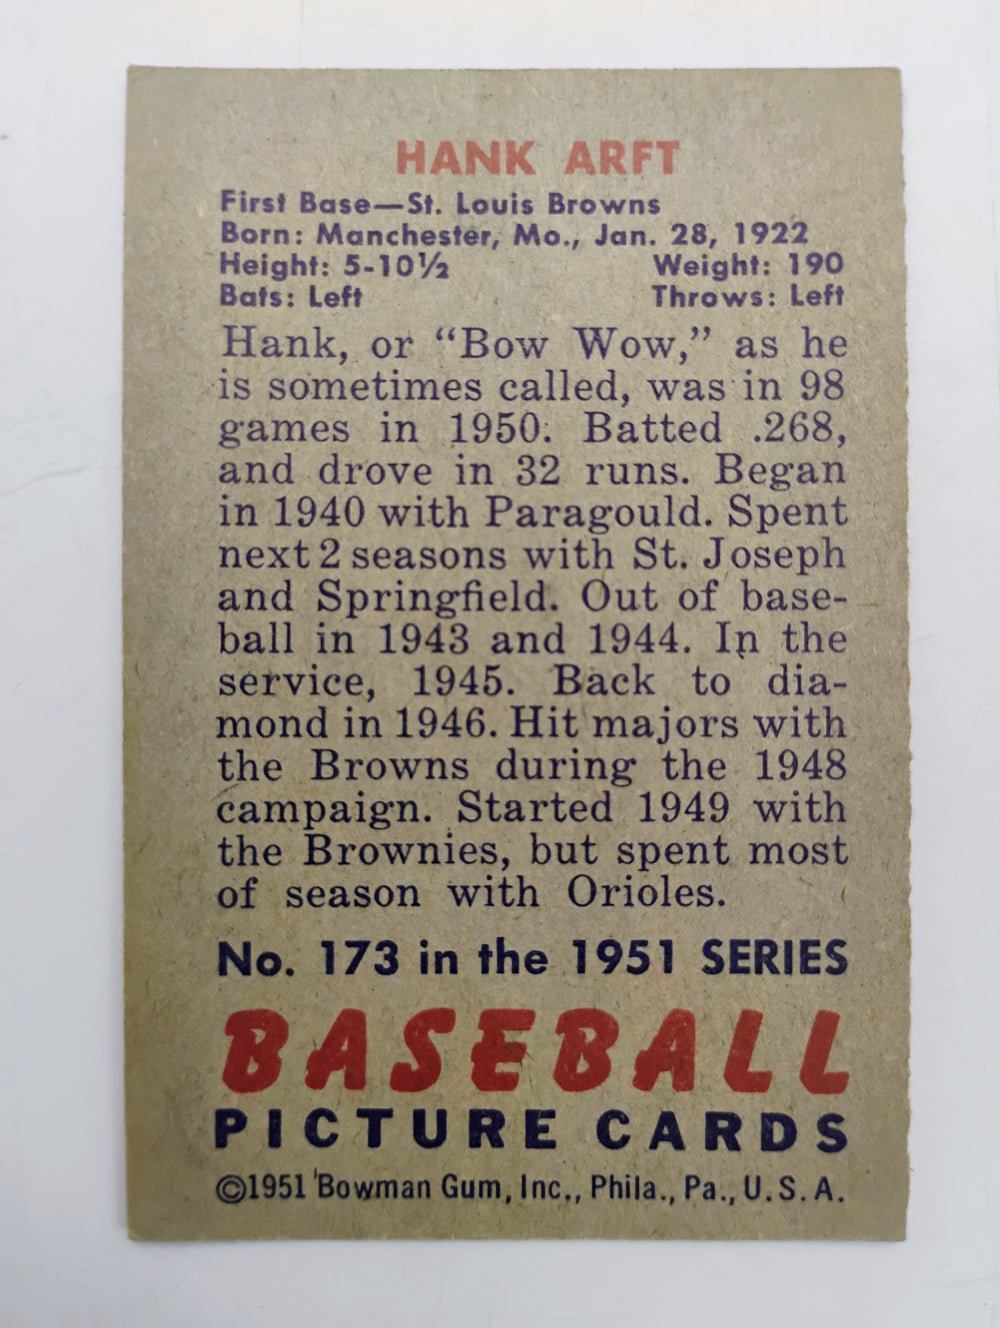 HANK ARFT
First Base—St. Louis Browns
Born: Manchester, Mo., Jan. 28, 1922
Height: 5-10½ Weight: 190
Bats: Left Throws: Left
Hank, or “Bow Wow,” as he
is sometimes called, was in 98
games in 1950. Batted .268,
and drove in 32 runs. Began
in 1940 with Paragould. Spent
next 2 seasons with St. Joseph
and Springfield. Out of base-
ball in 1943 and 1944. In the
service, 1945. Back to dia-
mond in 1946. Hit majors with
the Browns during the 1948
campaign. Started 1949 with
the Brownies, but spent most
of season with Orioles.
No. 173 in the 1951 SERIES
BASEBALL
PICTURE CARDS
©1951 Bowman Gum, Inc., Phila., Pa., U.S.A.